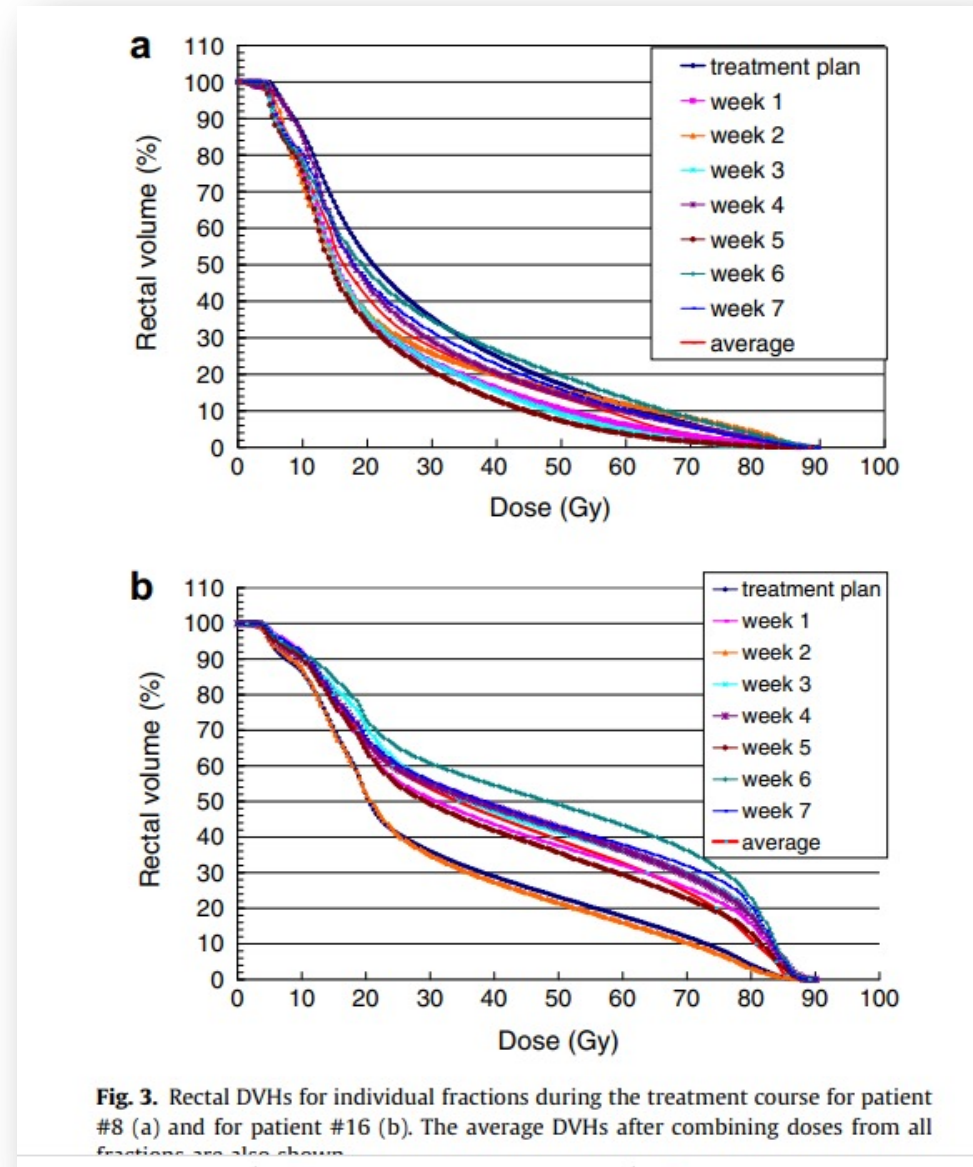 a
110
100
90
80
70
60
50
40
30
20
10
0
Rectal volume (%)
treatment plan
week 1
week 2
week 3
week 4
week 5
week 6
week 7
average
0 10 20 30 40 50 60 70 80 90 100
Dose (Gy)
b
110
100
90
80
70
60
50
40
30
20
10
0
Rectal volume (%)
treatment plan
week 1
week 2
week 3
week 4
week 5
week 6
week 7
average
0 10 20 30 40 50 60 70 80 90 100
Dose (Gy)
Fig. 3. Rectal DVHs for individual fractions during the treatment course for patient
#8 (a) and for patient #16 (b). The average DVHs after combining doses from all
fractions are also shown